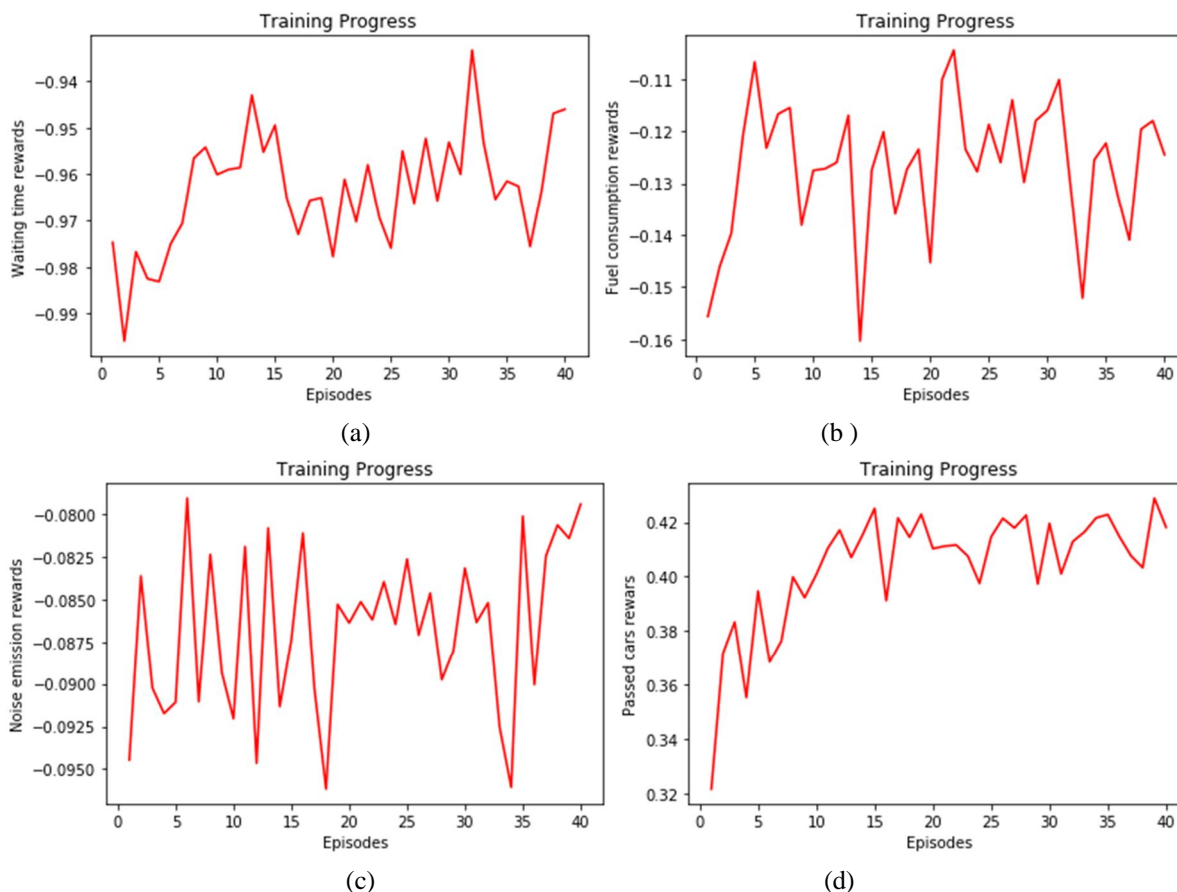 Training Progress
Waiting time rewards
−0.94
−0.95
−0.96
−0.97
−0.98
−0.99
0 5 10 15 20 25 30 35 40
Episodes
(a)
Training Progress
Fuel consumption rewards
−0.11
−0.12
−0.13
−0.14
−0.15
−0.16
0 5 10 15 20 25 30 35 40
Episodes
(b )
Training Progress
Noise emission rewards
−0.0800
−0.0825
−0.0850
−0.0875
−0.0900
−0.0925
−0.0950
0 5 10 15 20 25 30 35 40
Episodes
(c)
Training Progress
Passed cars rewars
0.42
0.40
0.38
0.36
0.34
0.32
0 5 10 15 20 25 30 35 40
Episodes
(d)